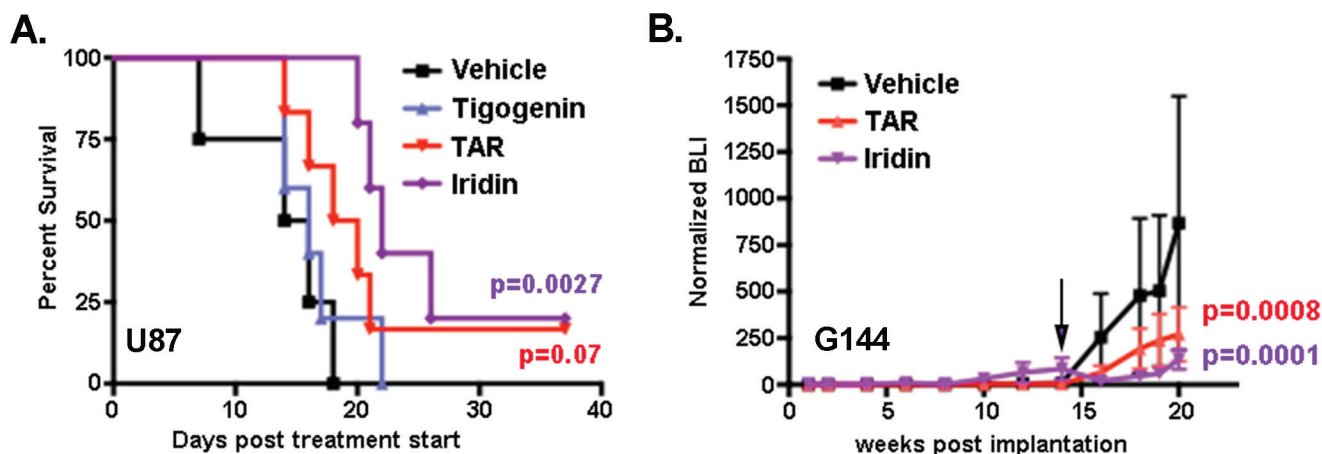 A.
Percent Survival
100
75
50
25
0
Vehicle
Tigogenin
TAR
Iridin
p=0.0027
p=0.07
U87
0
10
20
30
40
Days post treatment start
B.
Normalized BLI
1750
1500
1250
1000
750
500
250
0
Vehicle
TAR
Iridin
G144
p=0.0008
p=0.0001
0
5
10
15
20
weeks post implantation